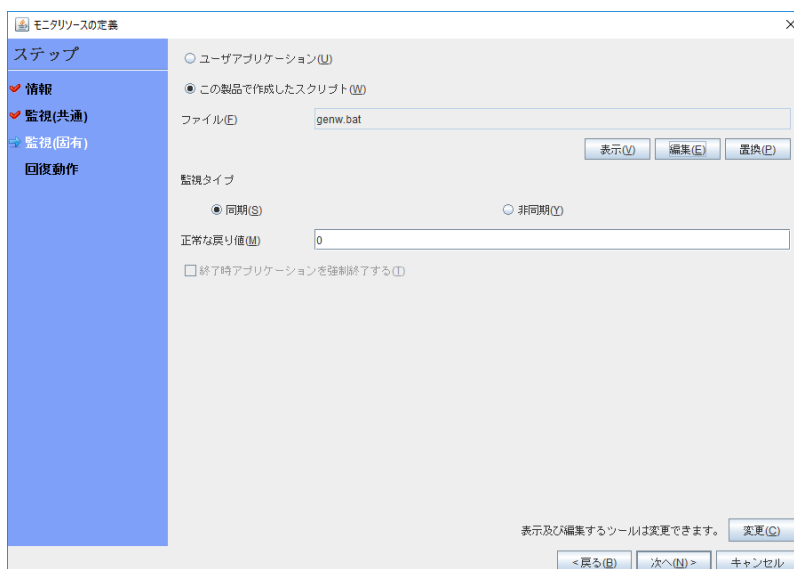 モニタリソースの定義
ステップ
情報
監視(共通)
監視(固有)
回復動作
ユーザアプリケーション(U)
この製品で作成したスクリプト(W)
ファイル(F) genw.bat
表示(V) 編集(E) 置換(P)
監視タイプ
同期(S) 非同期(Y)
正常な戻り値(M) 0
終了時アプリケーションを強制終了する(T)
表示及び編集するツールは変更できます。 変更(C)
<戻る(B) 次へ(N)> キャンセル